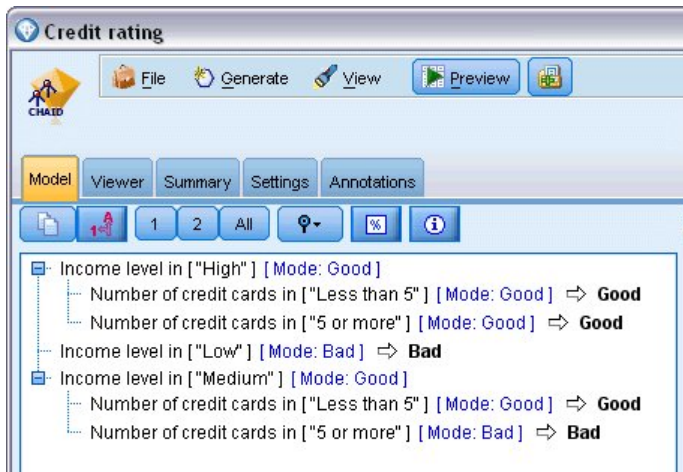 Credit rating
CHAID
File Generate View Preview
Model Viewer Summary Settings Annotations
1 A 1 2 All %
Income level in ["High"] [Mode: Good]
Number of credit cards in ["Less than 5"] [Mode: Good] ⇨ Good
Number of credit cards in ["5 or more"] [Mode: Good] ⇨ Good
Income level in ["Low"] [Mode: Bad] ⇨ Bad
Income level in ["Medium"] [Mode: Good]
Number of credit cards in ["Less than 5"] [Mode: Good] ⇨ Good
Number of credit cards in ["5 or more"] [Mode: Bad] ⇨ Bad